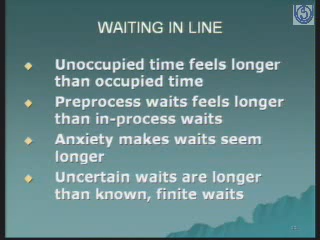 WAITING IN LINE
Unoccupied time feels longer
than occupied time
Preprocess waits feels longer
than in-process waits
Anxiety makes waits seem
longer
Uncertain waits are longer
than known, finite waits